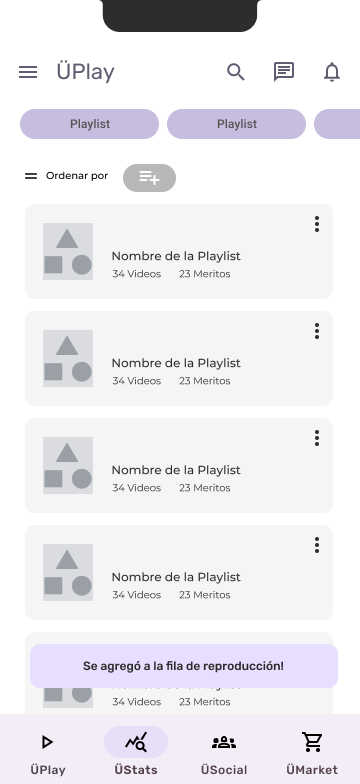 ÜPlay
Playlist
Playlist
Ordenar por
Nombre de la Playlist
34 Videos 23 Meritos
Nombre de la Playlist
34 Videos 23 Meritos
Nombre de la Playlist
34 Videos 23 Meritos
Nombre de la Playlist
34 Videos 23 Meritos
Se agregó a la fila de reproducción!
34 Videos 23 Meritos
ÜPlay
ÜStats
ÜSocial
ÜMarket